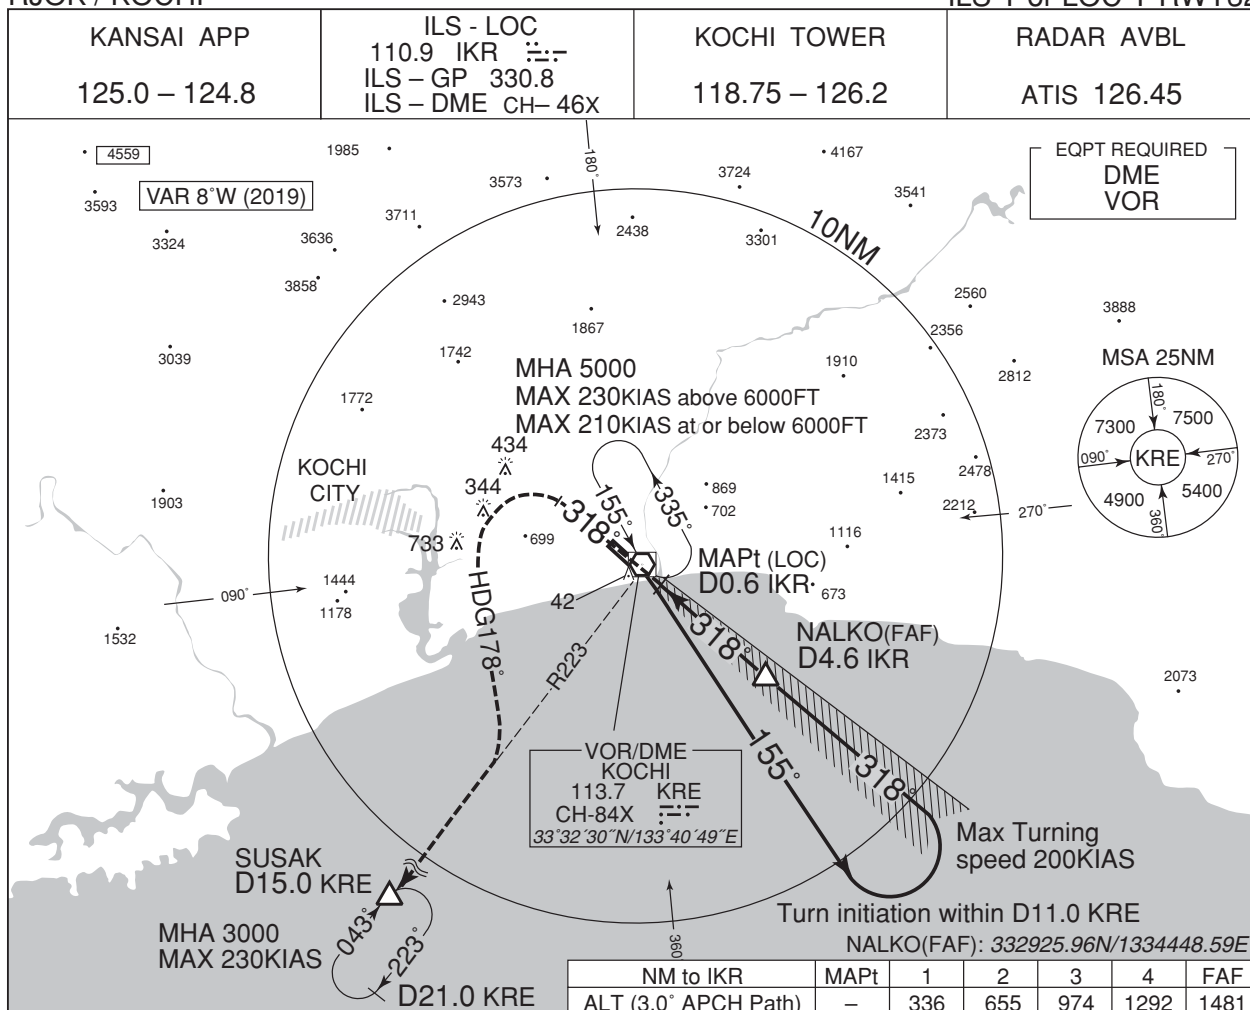 RJOK / KOCHI
KANSAI APP
125.0 – 124.8
ILS - LOC
110.9 IKR
ILS – GP 330.8
ILS – DME CH– 46X
KOCHI TOWER
118.75 – 126.2
RADAR AVBL
ATIS 126.45
4559
1985
180°
3573
3724
4167
EQPT REQUIRED
DME
VOR
3593
VAR 8°W (2019)
3711
3541
3324
3636
2438
3301
10NM
3858
2943
2560
3888
1867
2356
3039
1742
MHA 5000
MAX 230KIAS above 6000FT
MAX 210KIAS at or below 6000FT
1910
2812
MSA 25NM
180°
7300
7500
090°
KRE
270°
4900
5400
360°
1772
2373
434
KOCHI
CITY
344
2478
1903
869
1415
702
2212
270°
155°
335°
318°
733
699
1116
MAPt (LOC)
D0.6 IKR
1444
090°
1178
42
673
1532
HDG178°
R223
318°
NALKO(FAF)
D4.6 IKR
2073
VOR/DME
KOCHI
113.7 KRE
CH-84X
33°32´30˝N/133°40´49˝E
155°
318°
Max Turning
speed 200KIAS
SUSAK
D15.0 KRE
Turn initiation within D11.0 KRE
MHA 3000
MAX 230KIAS
043°
223°
360°
NALKO(FAF): 332925.96N/1334448.59E
D21.0 KRE
NM to IKR MAPt 1 2 3 4 FAF
ALT (3.0° APCH Path) – 336 655 974 1292 1481